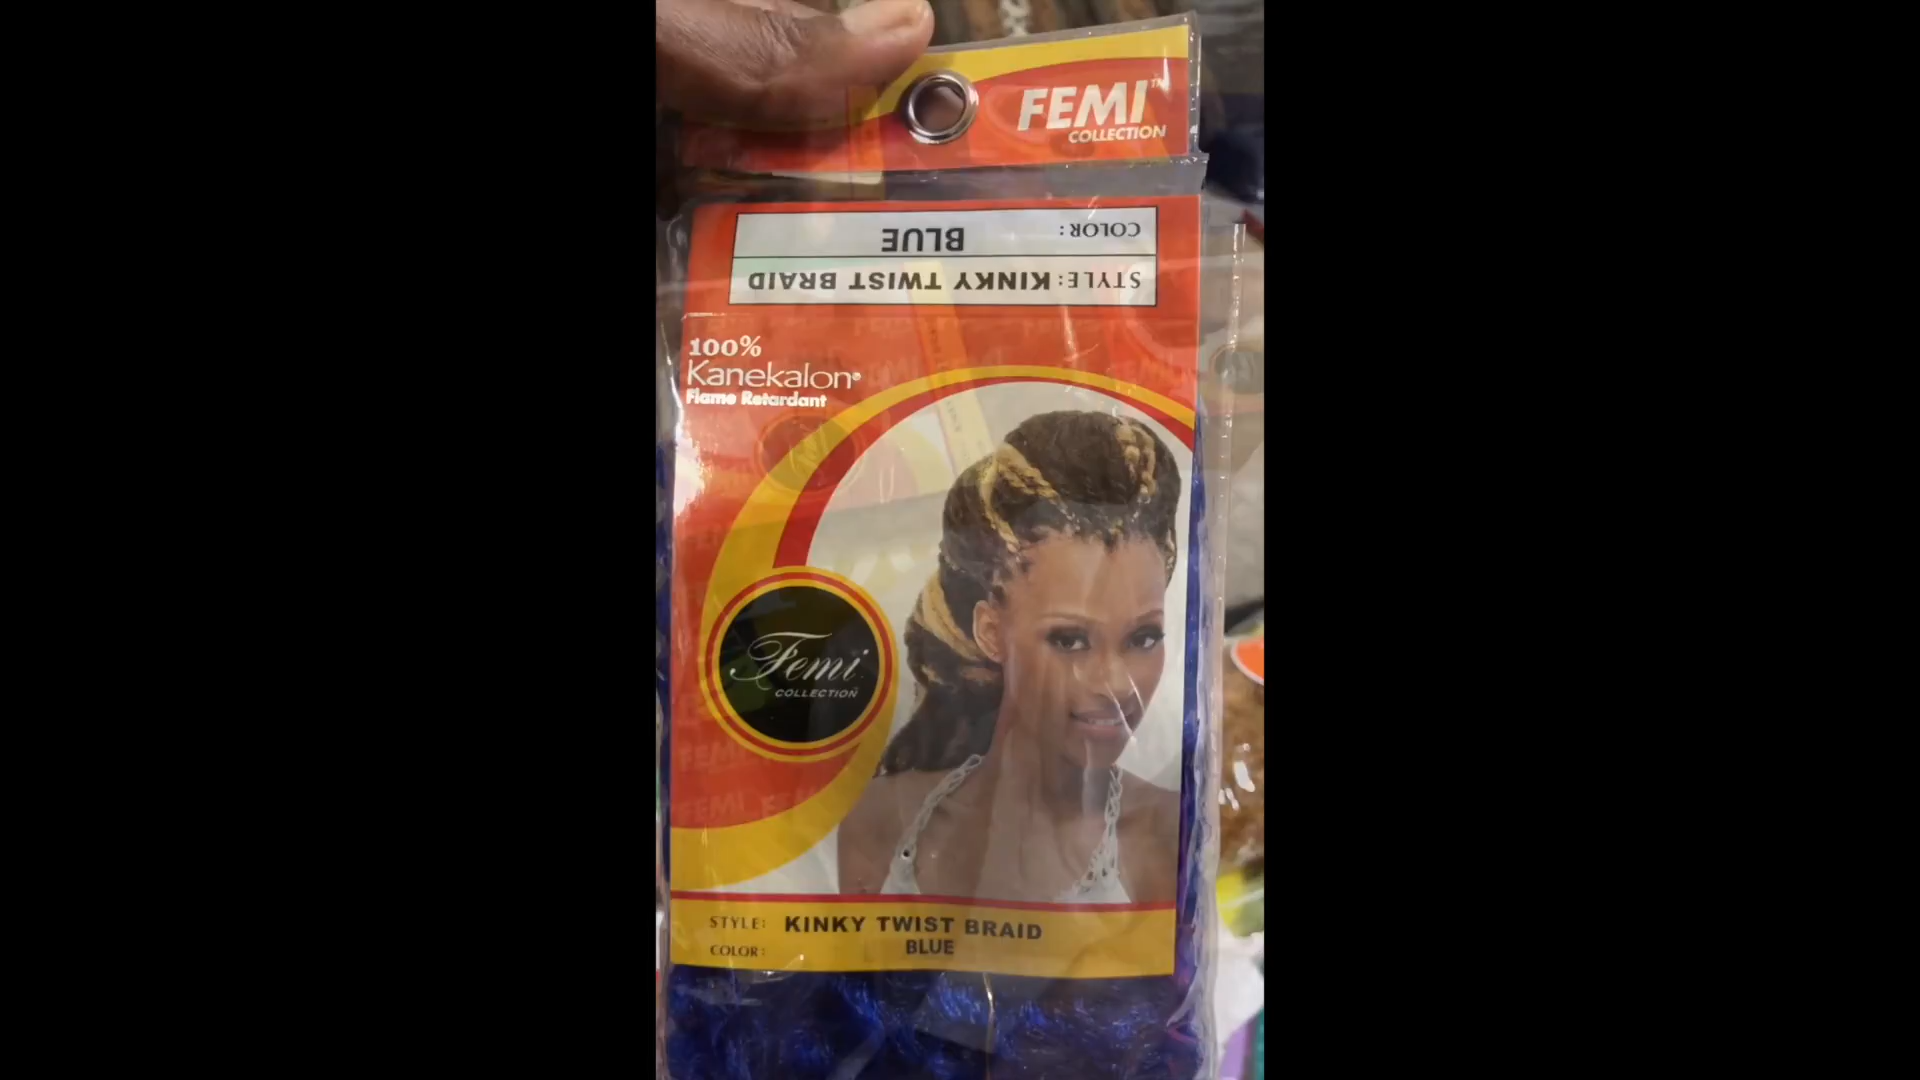 FEMI™
COLLECTION
STYLE: KINKY TWIST BRAID
COLOR: BLUE
100%
Kanekalon®
Flame Retardant
Femi
COLLECTION
STYLE: KINKY TWIST BRAID
COLOR: BLUE